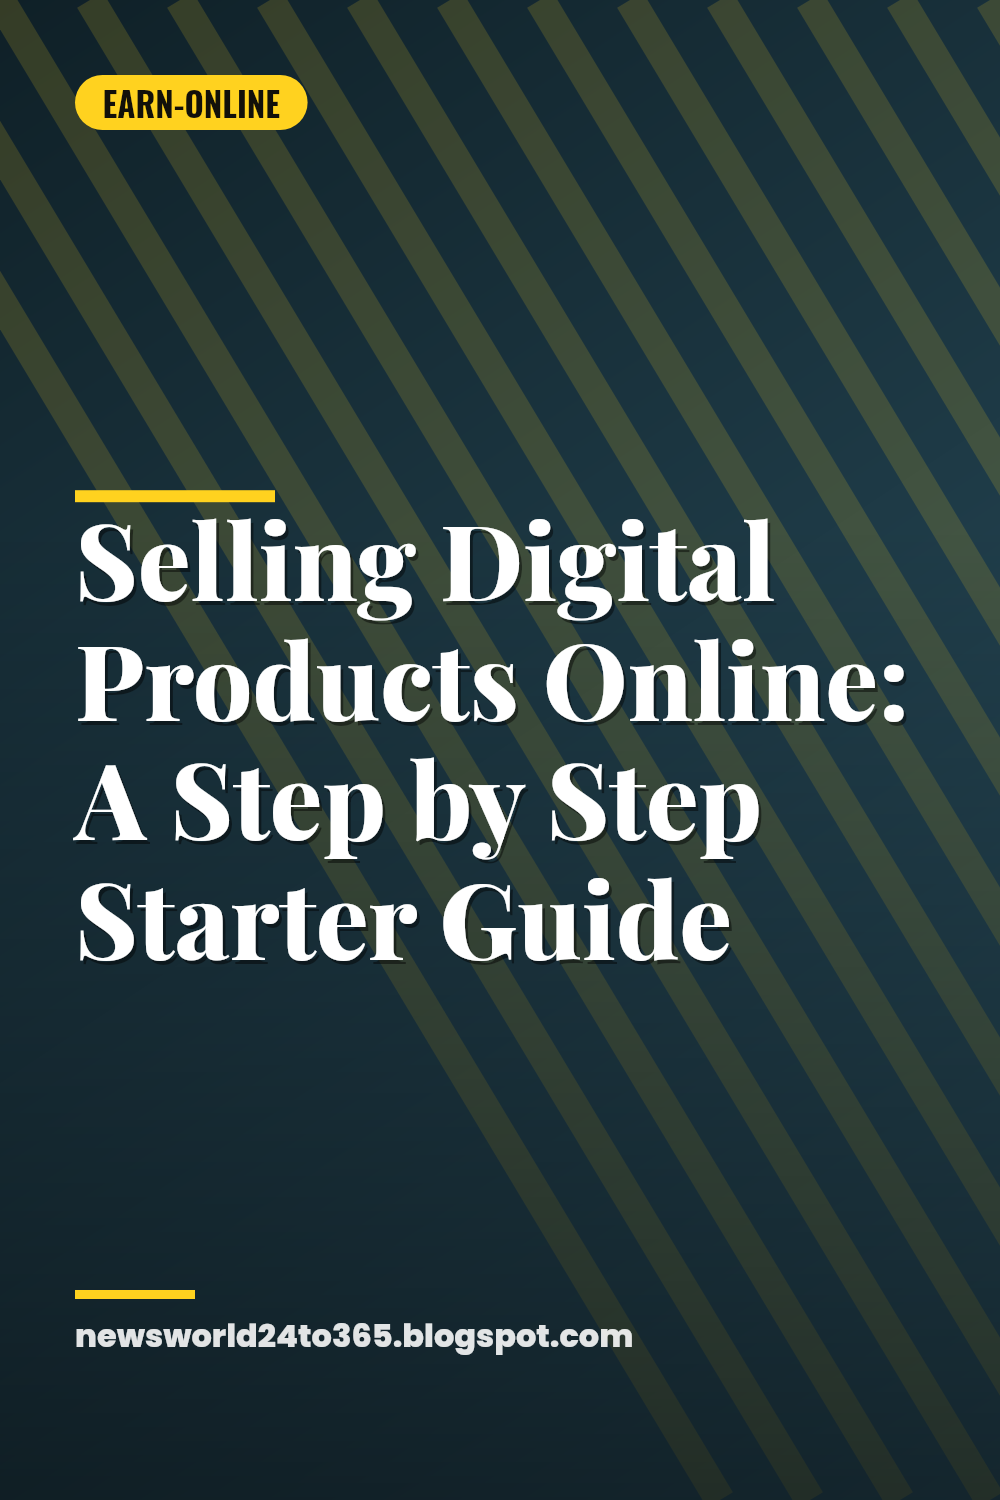 EARN-ONLINE
Selling Digital
Products Online:
A Step by Step
Starter Guide
newsworld24to365.blogspot.com